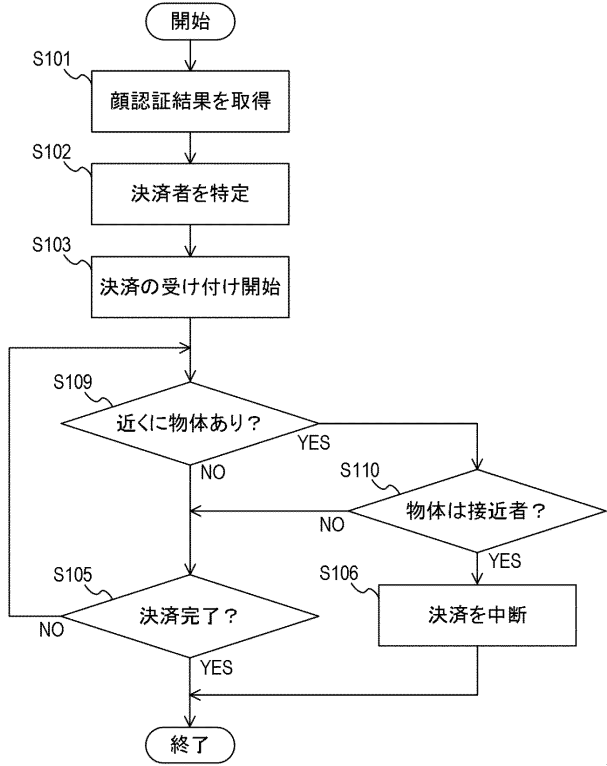 開始
S101
顔認証結果を取得
S102
決済者を特定
S103
決済の受け付け開始
S109
近くに物体あり？
YES
NO
S110
物体は接近者？
NO
YES
S105
決済完了？
NO
YES
S106
決済を中断
終了